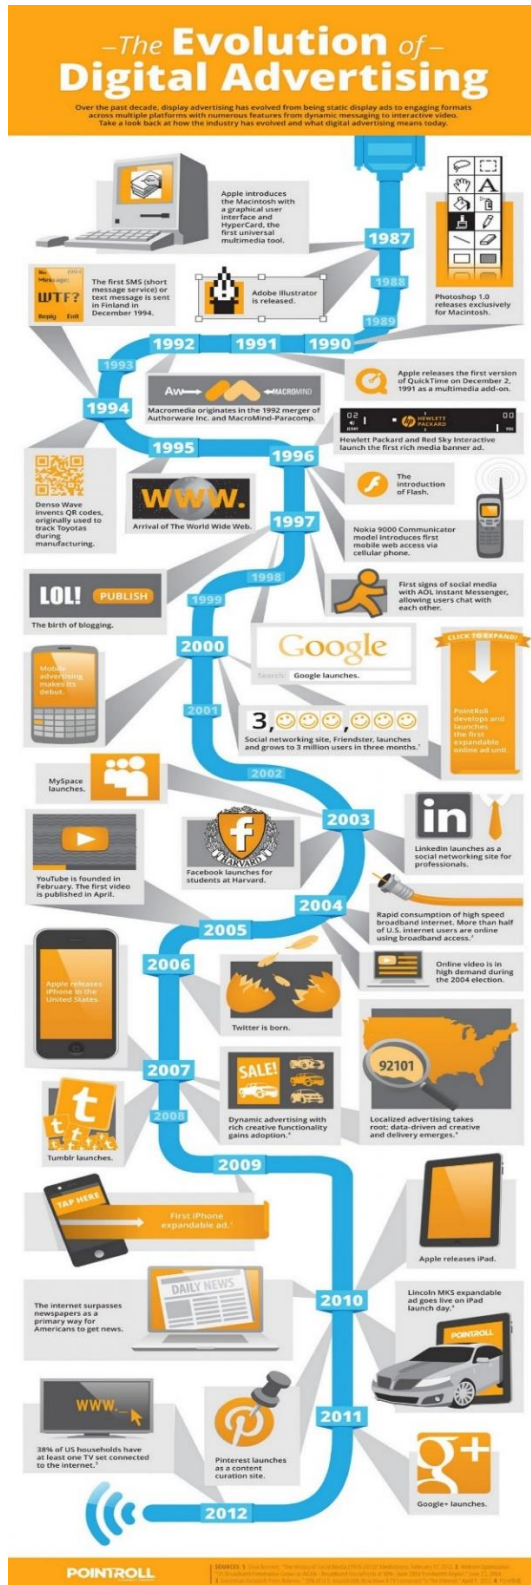 –The Evolution of–
Digital Advertising
Over the past decade, display advertising has evolved from being static display ads to engaging formats
across multiple platforms with numerous features from dynamic messaging to interactive video.
Take a look back at how the industry has evolved and what digital advertising means today.
Apple introduces
the Macintosh with
a graphical user
interface and
HyperCard, the
first universal
multimedia tool.
1987
Photoshop 1.0
releases exclusively
for Macintosh.
A
No
Message:
WTF?
Reply Exit
The first SMS (short
message service) or
text message is sent
in Finland in
December 1994.
Adobe Illustrator
is released.
1988
1989
1992
1991
1990
1993
Apple releases the first version
of QuickTime on December 2,
1991 as a multimedia add-on.
1994
Aw
MACROMIND
Macromedia originates in the 1992 merger of
Authorware Inc. and MacroMind-Paracomp.
02
HEWLETT
PACKARD
00
Hewlett Packard and Red Sky Interactive
launch the first rich media banner ad.
1995
1996
Denso Wave
invents QR codes,
originally used to
track Toyotas
during
manufacturing.
WWW.
Arrival of The World Wide Web.
The
introduction
of Flash.
Nokia 9000 Communicator
model introduces first
mobile web access via
cellular phone.
1997
1998
LOL! PUBLISH
The birth of blogging.
1999
First signs of social media
with AOL Instant Messenger,
allowing users chat with
each other.
2000
Google
Search:
Google launches.
CLICK TO EXPAND!
PointRoll
develops and
launches
the first
expandable
online ad unit.
Mobile
advertising
makes its
debut.
2001
3,
Social networking site, Friendster, launches
and grows to 3 million users in three months.¹
2002
MySpace
launches.
2003
in
LinkedIn launches as a
social networking site for
professionals.
f
HARVARD
Facebook launches for
students at Harvard.
YouTube is founded in
February. The first video
is published in April.
2004
Rapid consumption of high speed
broadband internet. More than half
of U.S. internet users are online
using broadband access.²
2005
Online video is in
high demand during
the 2004 election.
2006
Apple releases
iPhone in the
United States.
Twitter is born.
2007
SALE!
Dynamic advertising with
rich creative functionality
gains adoption.⁴
92101
Localized advertising takes
root; data-driven ad creative
and delivery emerges.⁴
t
Tumblr launches.
2008
2009
TAP HERE
First iPhone
expandable ad.⁴
Apple releases iPad.
The internet surpasses
newspapers as a
primary way for
Americans to get news.
DAILY NEWS
2010
Lincoln MKS expandable
ad goes live on iPad
launch day.⁴
POINTROLL
WWW._
38% of US households have
at least one TV set connected
to the internet.³
Pinterest launches
as a content
curation site.
2011
g+
Google+ launches.
2012
POINTROLL
SOURCES: 1